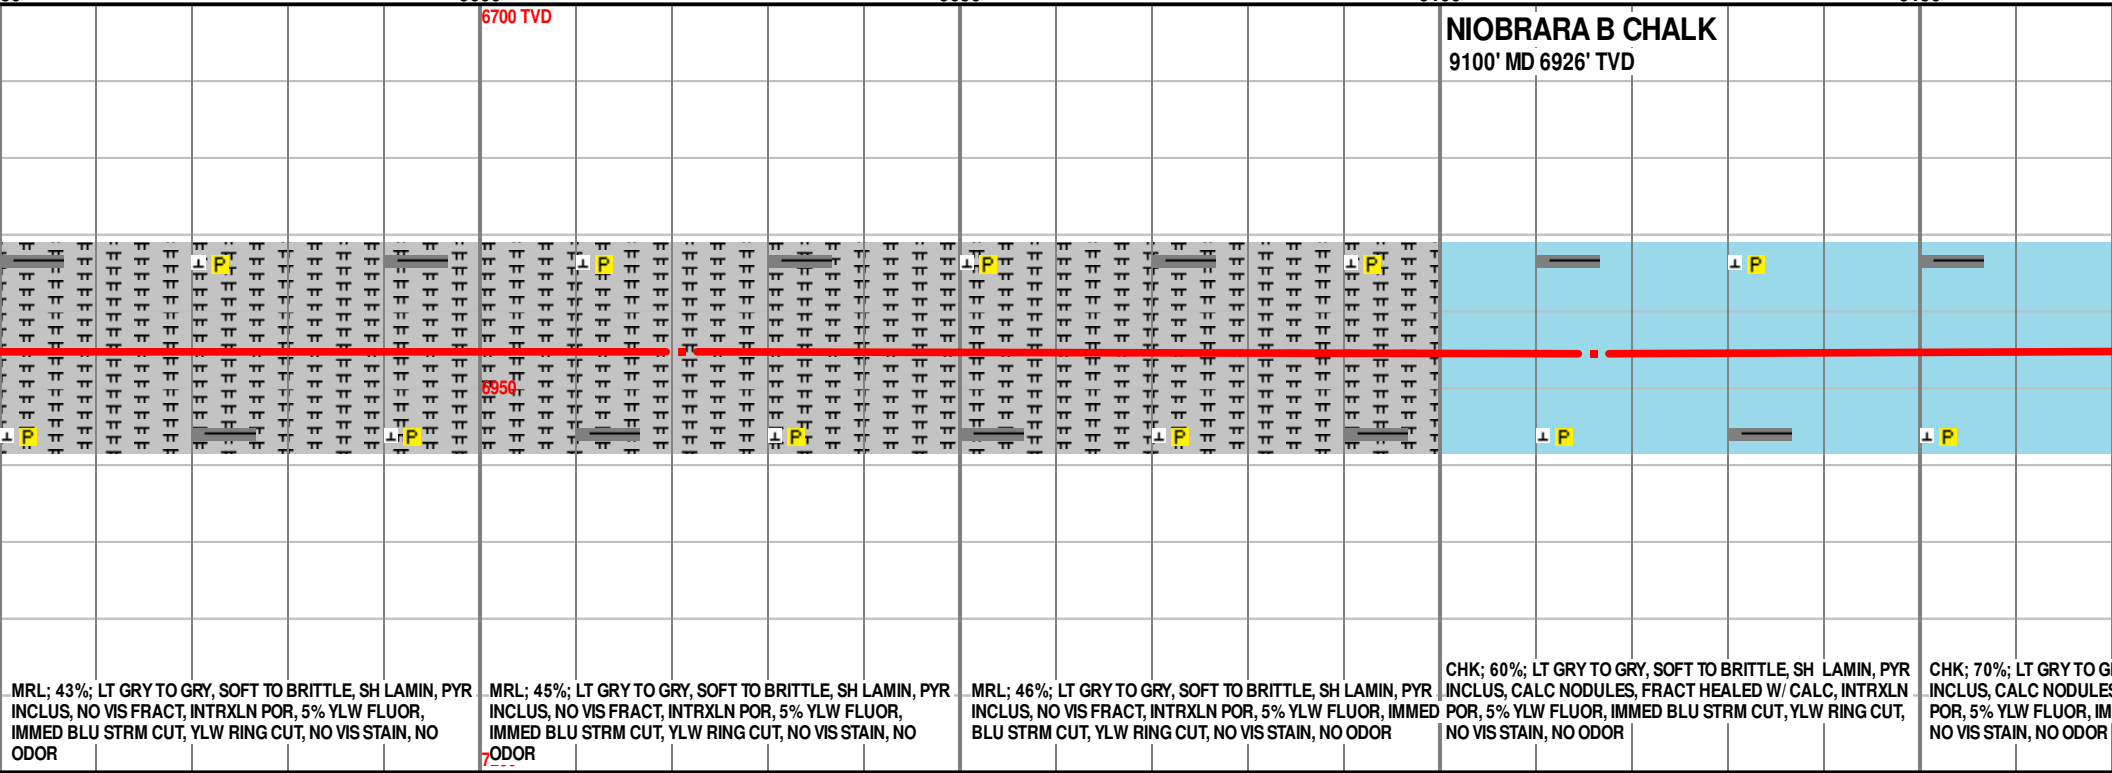 6700 TVD
NIOBRARA B CHALK
9100' MD 6926' TVD
P
P
P
P
P
P
6950
P
P
P
P
P
P
MRL; 43%; LT GRY TO GRY, SOFT TO BRITTLE, SH LAMIN, PYR
INCLUS, NO VIS FRACT, INTRXLN POR, 5% YLW FLUOR,
IMMED BLU STRM CUT, YLW RING CUT, NO VIS STAIN, NO
ODOR
MRL; 45%; LT GRY TO GRY, SOFT TO BRITTLE, SH LAMIN, PYR
INCLUS, NO VIS FRACT, INTRXLN POR, 5% YLW FLUOR,
IMMED BLU STRM CUT, YLW RING CUT, NO VIS STAIN, NO
ODOR
MRL; 46%; LT GRY TO GRY, SOFT TO BRITTLE, SH LAMIN, PYR
INCLUS, NO VIS FRACT, INTRXLN POR, 5% YLW FLUOR, IMMED
BLU STRM CUT, YLW RING CUT, NO VIS STAIN, NO ODOR
CHK; 60%; LT GRY TO GRY, SOFT TO BRITTLE, SH LAMIN, PYR
INCLUS, CALC NODULES, FRACT HEALED W/ CALC, INTRXLN
POR, 5% YLW FLUOR, IMMED BLU STRM CUT, YLW RING CUT,
NO VIS STAIN, NO ODOR
CHK; 70%; LT GRY TO
INCLUS, CALC NODULES
POR, 5% YLW FLUOR,
NO VIS STAIN, NO ODOR